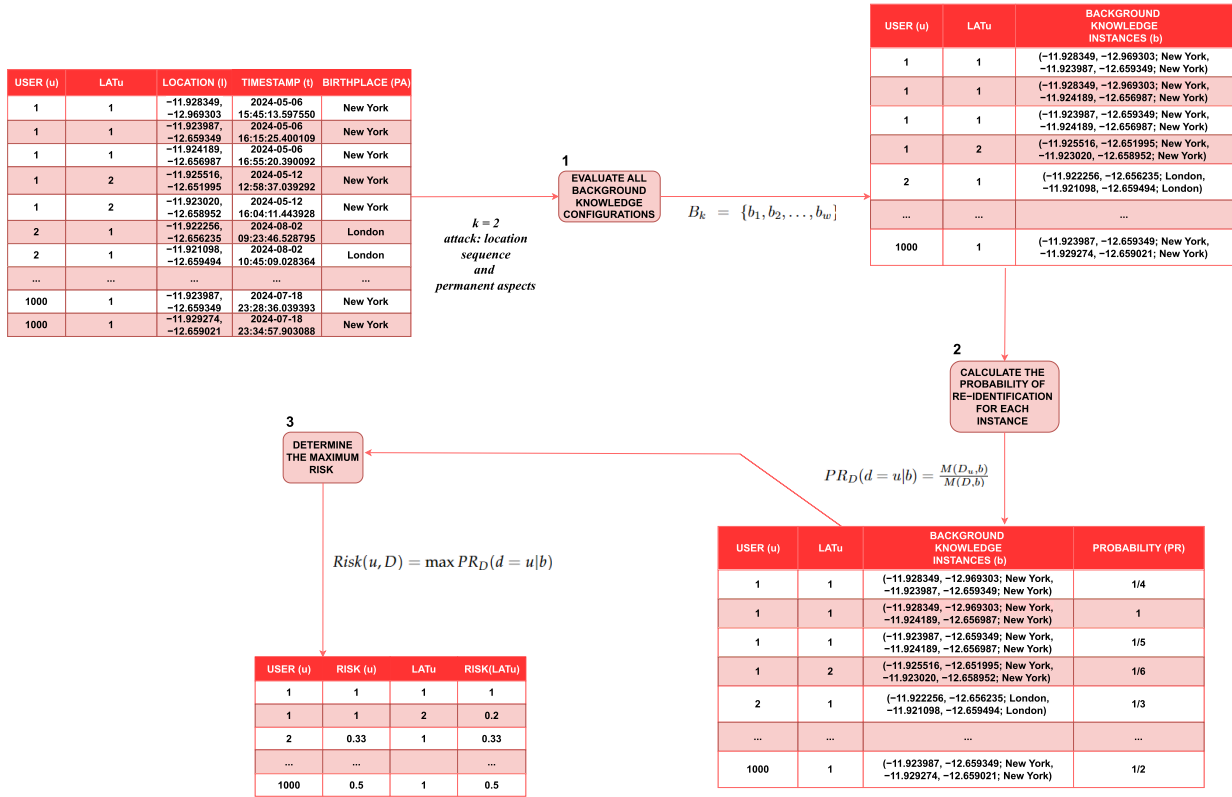 USER (u) LATu LOCATION (l) TIMESTAMP (t) BIRTHPLACE (PA)
1 1 −11.928349, −12.969303 2024-05-06 15:45:13.597550 New York
1 1 −11.923987, −12.659349 2024-05-06 16:15:25.400109 New York
1 1 −11.924189, −12.656987 2024-05-06 16:55:20.390092 New York
1 2 −11.925516, −12.651995 2024-05-12 12:58:37.039292 New York
1 2 −11.923020, −12.658952 2024-05-12 16:04:11.443928 New York
2 1 −11.922256, −12.656235 2024-08-02 09:23:46.528795 London
2 1 −11.921098, −12.659494 2024-08-02 10:45:09.028364 London
... ... ... ... ...
1000 1 −11.923987, −12.659349 2024-07-18 23:28:36.039393 New York
1000 1 −11.929274, −12.659021 2024-07-18 23:34:57.903088 New York
k = 2
attack: location
sequence
and
permanent aspects
1
EVALUATE ALL
BACKGROUND
KNOWLEDGE
CONFIGURATIONS
B_k = {b_1, b_2, . . . , b_w]
USER (u) LATu BACKGROUND KNOWLEDGE INSTANCES (b)
1 1 (−11.928349, −12.969303; New York, −11.923987, −12.659349; New York)
1 1 (−11.928349, −12.969303; New York, −11.924189, −12.656987; New York)
1 1 (−11.923987, −12.659349; New York, −11.924189, −12.656987; New York)
1 2 (−11.925516, −12.651995; New York, −11.923020, −12.658952; New York)
2 1 (−11.922256, −12.656235; London, −11.921098, −12.659494; London)
... ... ...
1000 1 (−11.923987, −12.659349; New York, −11.929274, −12.659021; New York)
2
CALCULATE THE
PROBABILITY OF
RE−IDENTIFICATION
FOR EACH
INSTANCE
PR_D(d = u|b) = M(D_u,b) / M(D,b)
USER (u) LATu BACKGROUND KNOWLEDGE INSTANCES (b) PROBABILITY (PR)
1 1 (−11.928349, −12.969303; New York, −11.923987, −12.659349; New York) 1/4
1 1 (−11.928349, −12.969303; New York, −11.924189, −12.656987; New York) 1
1 1 (−11.923987, −12.659349; New York, −11.924189, −12.656987; New York) 1/5
1 2 (−11.925516, −12.651995; New York, −11.923020, −12.658952; New York) 1/6
2 1 (−11.922256, −12.656235; London, −11.921098, −12.659494; London) 1/3
... ... ... ...
1000 1 (−11.923987, −12.659349; New York, −11.929274, −12.659021; New York) 1/2
3
DETERMINE
THE MAXIMUM
RISK
Risk(u, D) = max PR_D(d = u|b)
USER (u) RISK (u) LATu RISK(LATu)
1 1 1 1
1 1 2 0.2
2 0.33 1 0.33
... ... ...
1000 0.5 1 0.5